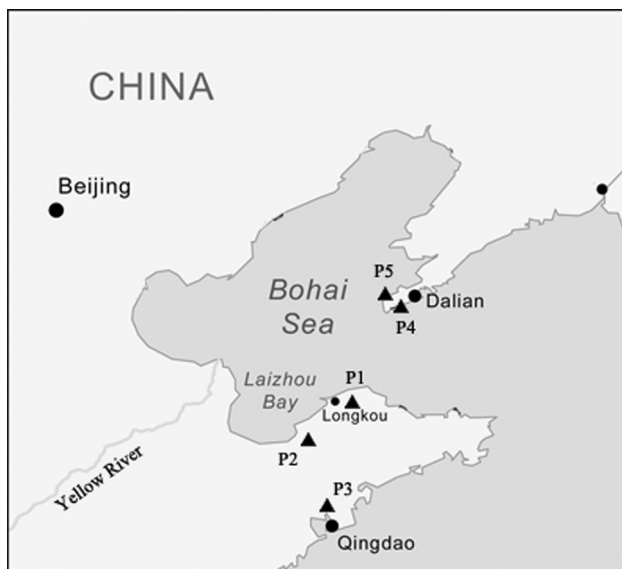 CHINA
Beijing
P5
Bohai
Sea
Dalian
P4
Laizhou
Bay
P1
Longkou
P2
Yellow River
P3
Qingdao